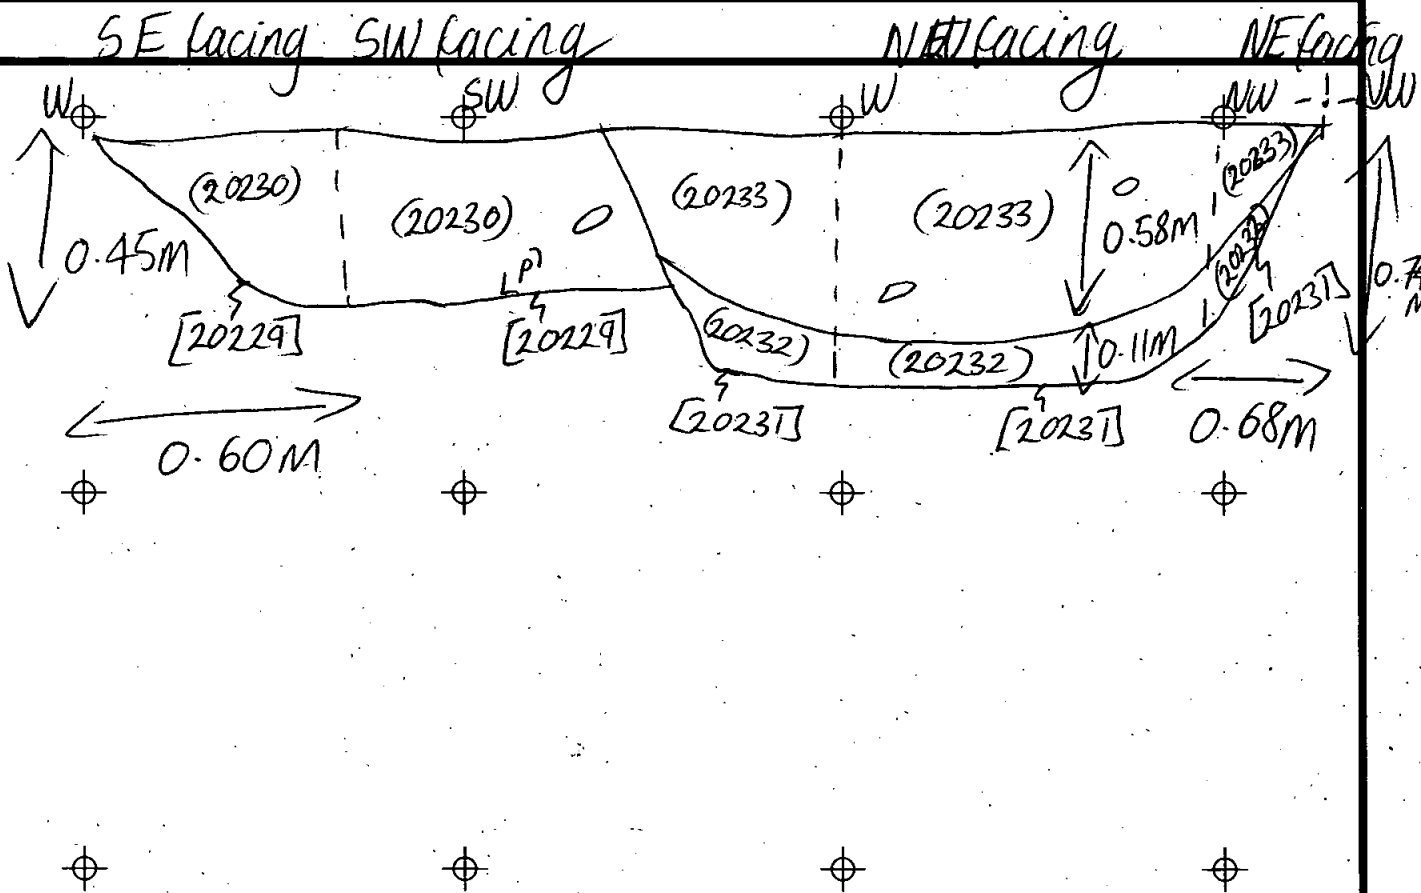 SE facing SW facing NW facing NE facing
W SW W NW NW
(20230) (20230) (20233) (20233) (20233)
0.45M 0.58M
[20229] [20229] (20232) (20232) 0.11M [20231]
[20231] [20231] 0.68M
0.60M